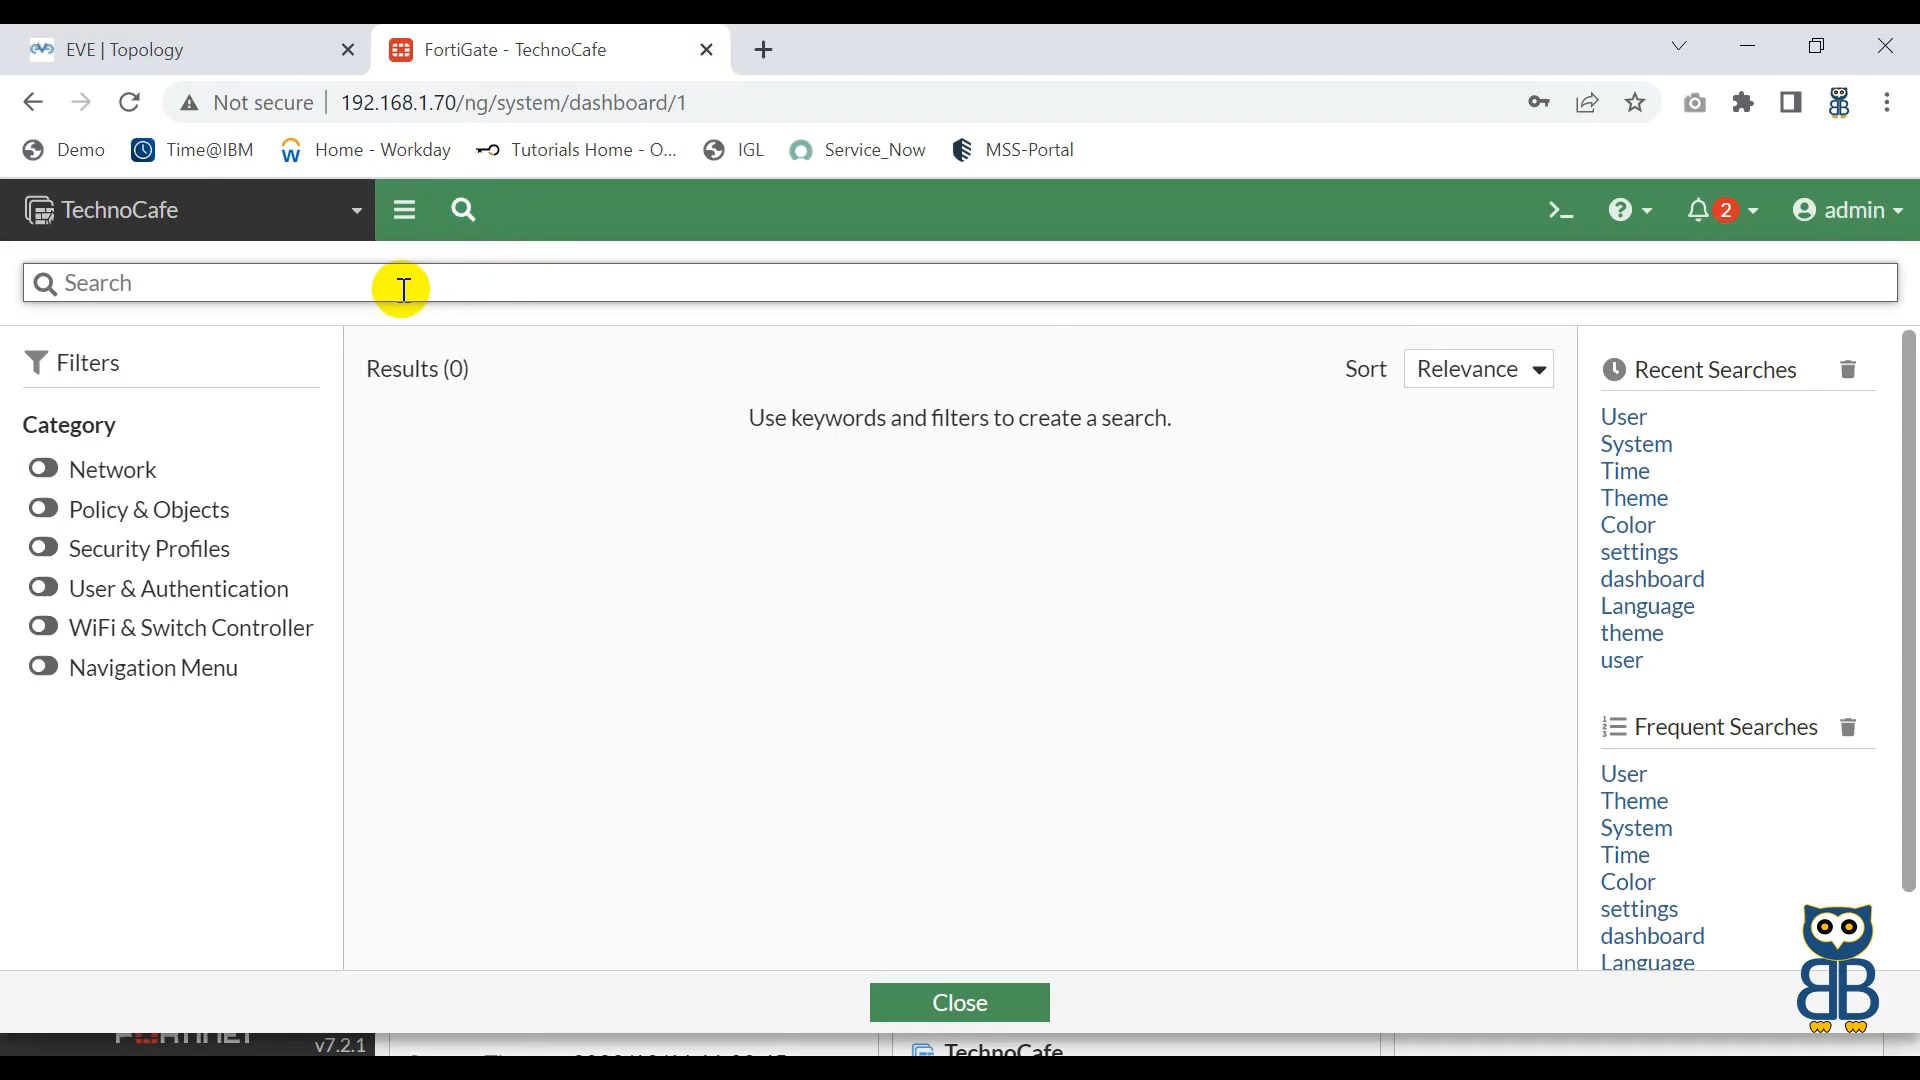 EVE | Topology
FortiGate - TechnoCafe
Not secure
192.168.1.70/ng/system/dashboard/1
Demo
Time@IBM
Home - Workday
Tutorials Home - O...
IGL
Service_Now
MSS-Portal
TechnoCafe
2
admin
Search
Filters
Category
Network
Policy & Objects
Security Profiles
User & Authentication
WiFi & Switch Controller
Navigation Menu
Results (0)
Sort
Relevance
Use keywords and filters to create a search.
Recent Searches
User
System
Time
Theme
Color
settings
dashboard
Language
theme
user
Frequent Searches
User
Theme
System
Time
Color
settings
dashboard
Language
BB
Close
FORTINET
v7.2.1
TechnoCafe